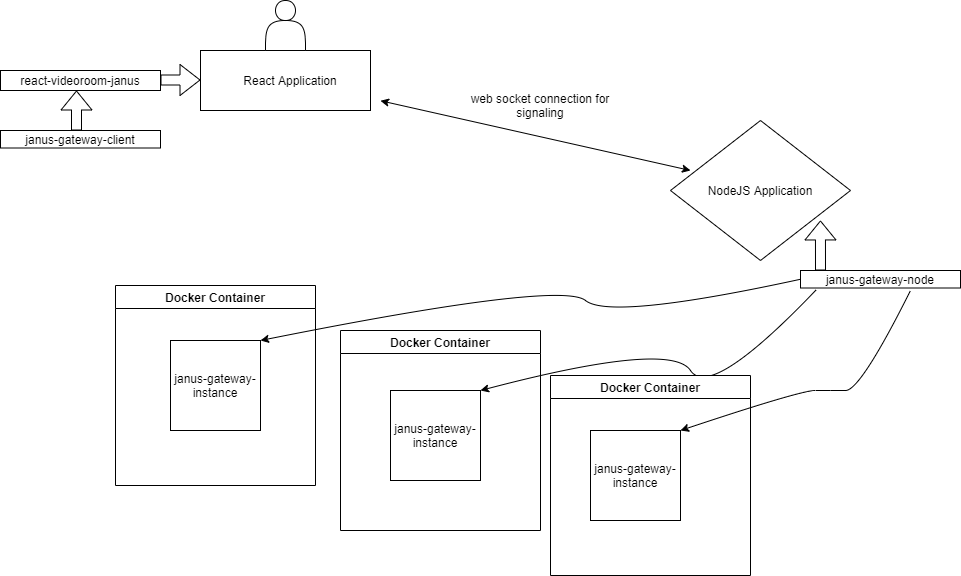 react-videoroom-janus
React Application
janus-gateway-client
web socket connection for
signaling
NodeJS Application
janus-gateway-node
Docker Container
janus-gateway-
instance
Docker Container
janus-gateway-
instance
Docker Container
janus-gateway-
instance